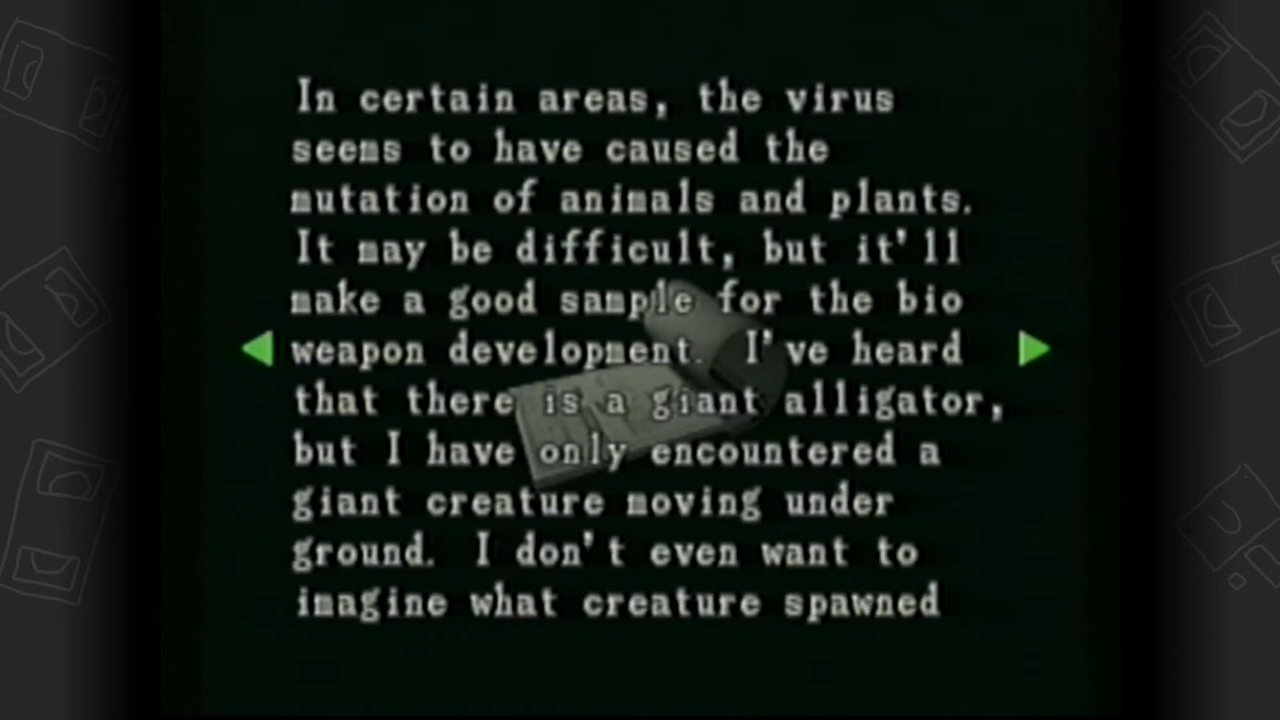 In certain areas, the virus
seems to have caused the
mutation of animals and plants.
It may be difficult, but it'll
make a good sample for the bio
weapon development. I've heard
that there is a giant alligator,
but I have only encountered a
giant creature moving under
ground. I don't even want to
imagine what creature spawned